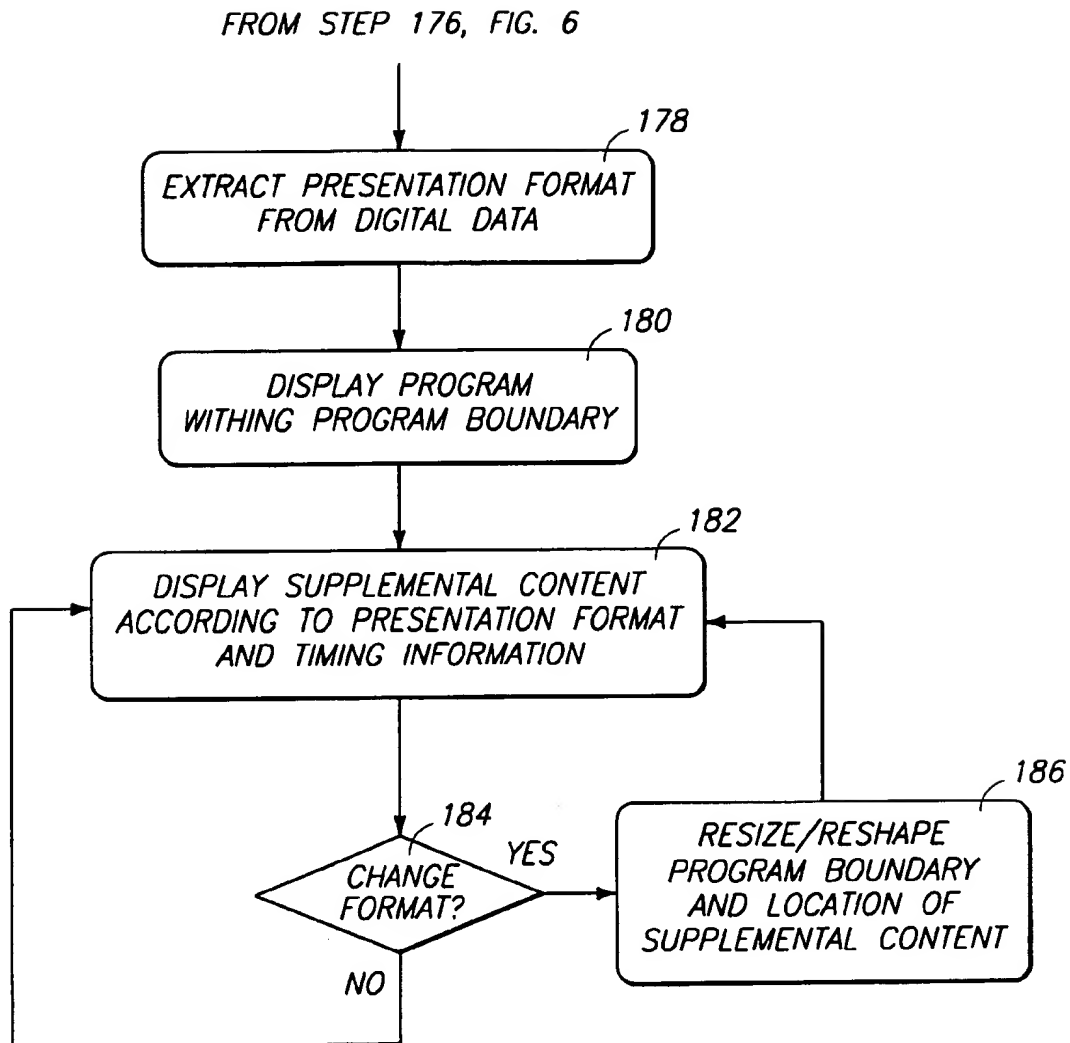 FROM STEP 176, FIG. 6
178
EXTRACT PRESENTATION FORMAT
FROM DIGITAL DATA
180
DISPLAY PROGRAM
WITHING PROGRAM BOUNDARY
182
DISPLAY SUPPLEMENTAL CONTENT
ACCORDING TO PRESENTATION FORMAT
AND TIMING INFORMATION
184
CHANGE
FORMAT?
YES
NO
186
RESIZE/RESHAPE
PROGRAM BOUNDARY
AND LOCATION OF
SUPPLEMENTAL CONTENT